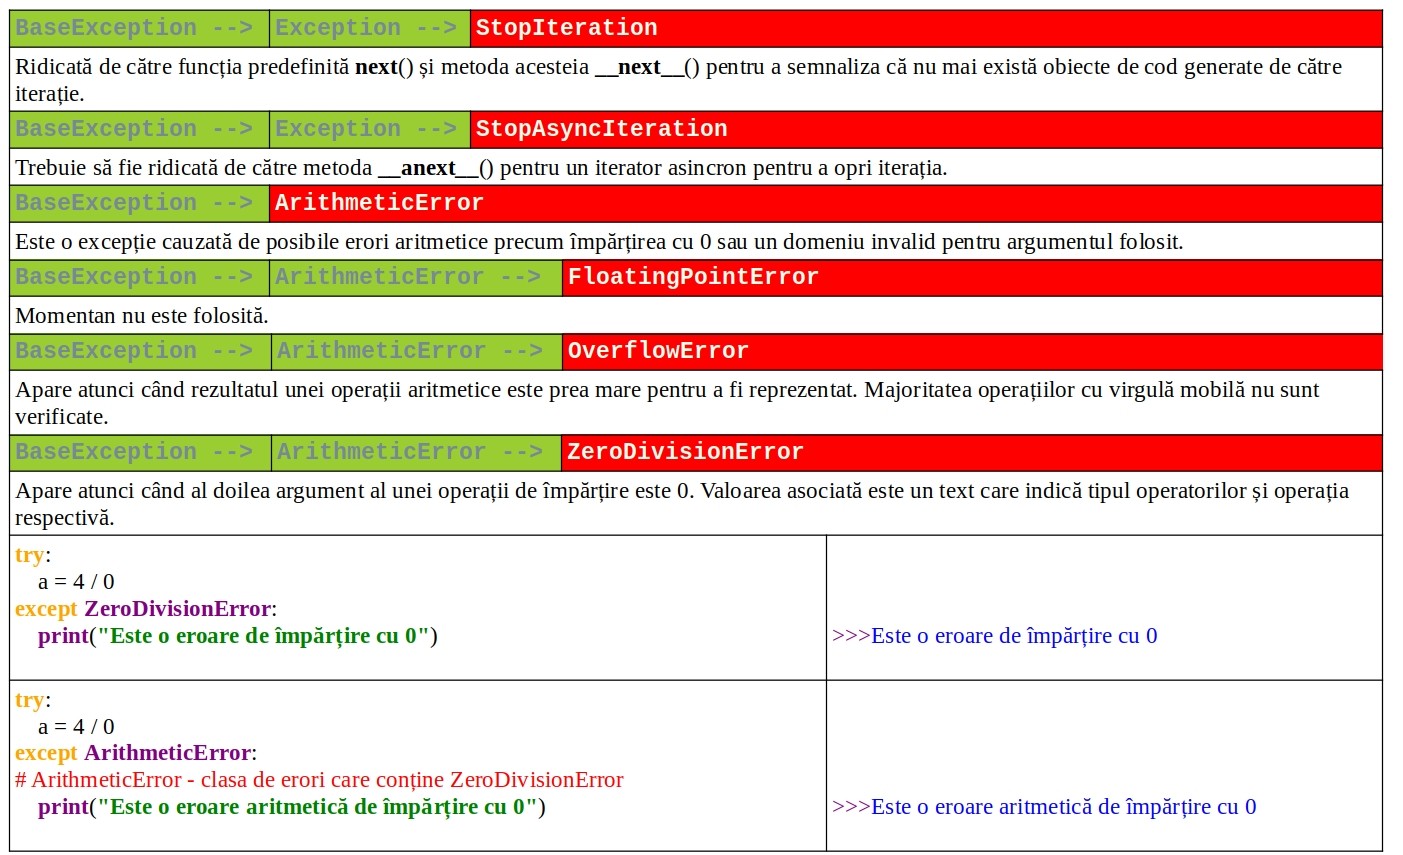 BaseException --> Exception --> StopIteration
Ridicată de către funcția predefinită next() și metoda acesteia __next__() pentru a semnaliza că nu mai există obiecte de cod generate de către
iterație.
BaseException --> Exception --> StopAsyncIteration
Trebuie să fie ridicată de către metoda __anext__() pentru un iterator asincron pentru a opri iterația.
BaseException --> ArithmeticError
Este o excepție cauzată de posibile erori aritmetice precum împărțirea cu 0 sau un domeniu invalid pentru argumentul folosit.
BaseException --> ArithmeticError --> FloatingPointError
Momentan nu este folosită.
BaseException --> ArithmeticError --> OverflowError
Apare atunci când rezultatul unei operații aritmetice este prea mare pentru a fi reprezentat. Majoritatea operațiilor cu virgulă mobilă nu sunt
verificate.
BaseException --> ArithmeticError --> ZeroDivisionError
Apare atunci când al doilea argument al unei operații de împărțire este 0. Valoarea asociată este un text care indică tipul operatorilor și operația
respectivă.
try:
    a = 4 / 0
except ZeroDivisionError:
    print("Este o eroare de împărțire cu 0")
>>>Este o eroare de împărțire cu 0
try:
    a = 4 / 0
except ArithmeticError:
# ArithmeticError - clasa de erori care conține ZeroDivisionError
    print("Este o eroare aritmetică de împărțire cu 0")
>>>Este o eroare aritmetică de împărțire cu 0